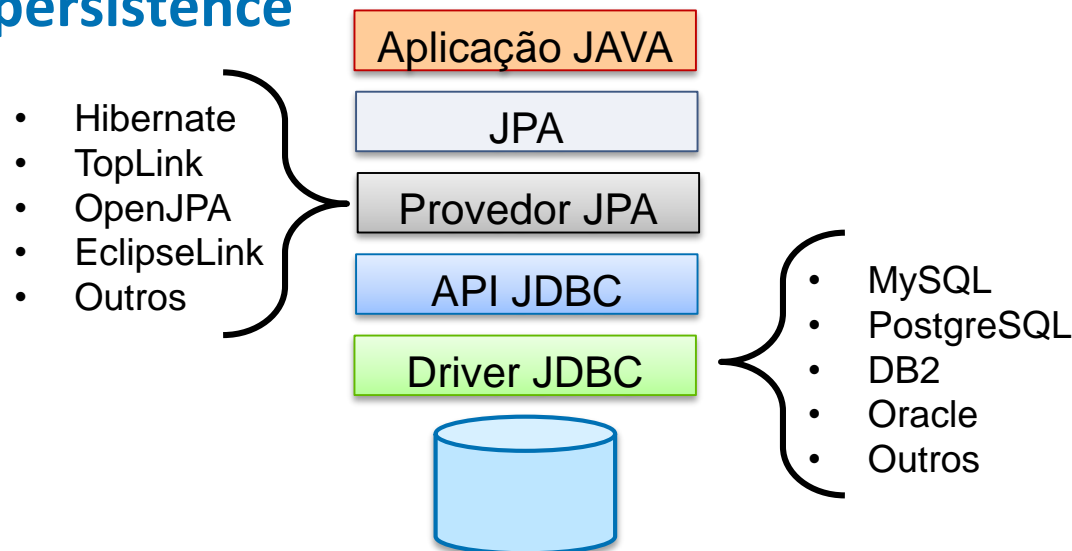 persistence
Aplicação JAVA
JPA
Provedor JPA
API JDBC
Driver JDBC
• Hibernate
• TopLink
• OpenJPA
• EclipseLink
• Outros
• MySQL
• PostgreSQL
• DB2
• Oracle
• Outros